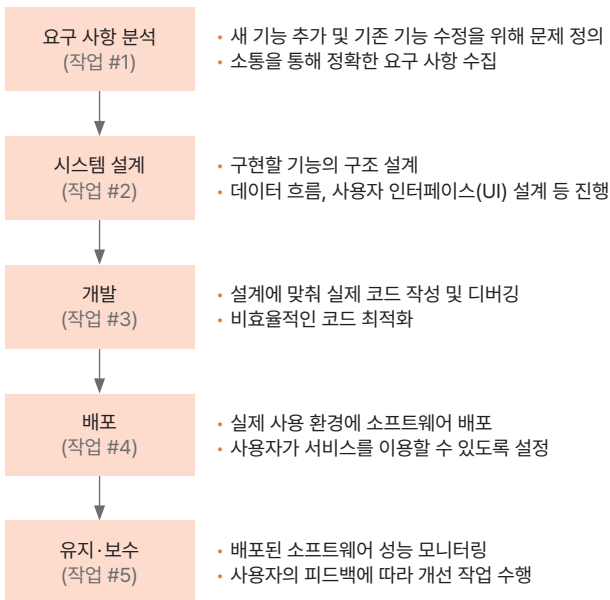 요구 사항 분석
(작업 #1)
• 새 기능 추가 및 기존 기능 수정을 위해 문제 정의
• 소통을 통해 정확한 요구 사항 수집
시스템 설계
(작업 #2)
• 구현할 기능의 구조 설계
• 데이터 흐름, 사용자 인터페이스(UI) 설계 등 진행
개발
(작업 #3)
• 설계에 맞춰 실제 코드 작성 및 디버깅
• 비효율적인 코드 최적화
배포
(작업 #4)
• 실제 사용 환경에 소프트웨어 배포
• 사용자가 서비스를 이용할 수 있도록 설정
유지·보수
(작업 #5)
• 배포된 소프트웨어 성능 모니터링
• 사용자의 피드백에 따라 개선 작업 수행